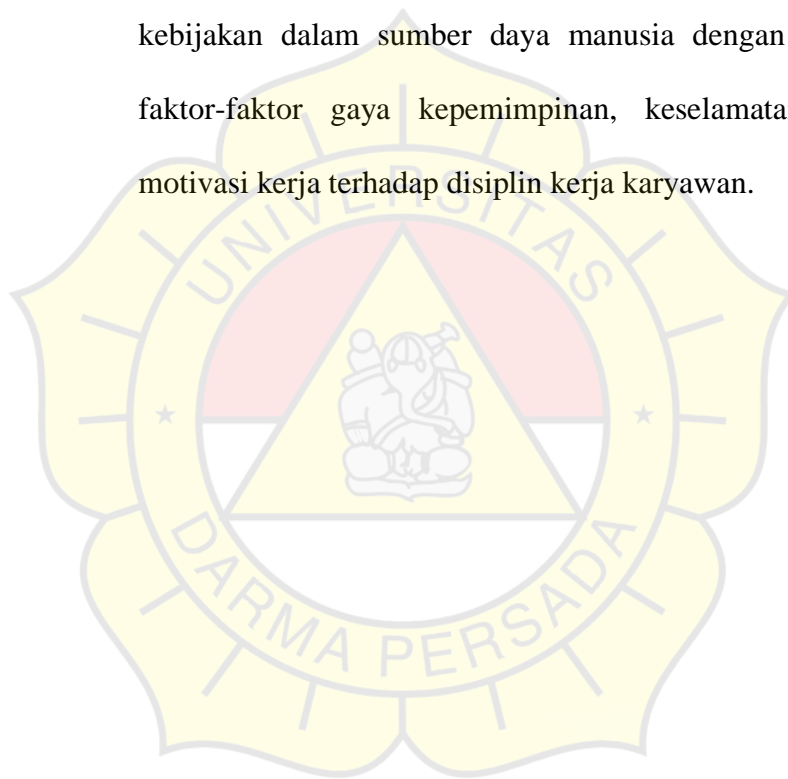 kebijakan dalam sumber daya manusia dengan
faktor-faktor gaya kepemimpinan, keselamata
motivasi kerja terhadap disiplin kerja karyawan.
UNIVERSITAS
DARMA PERSADA